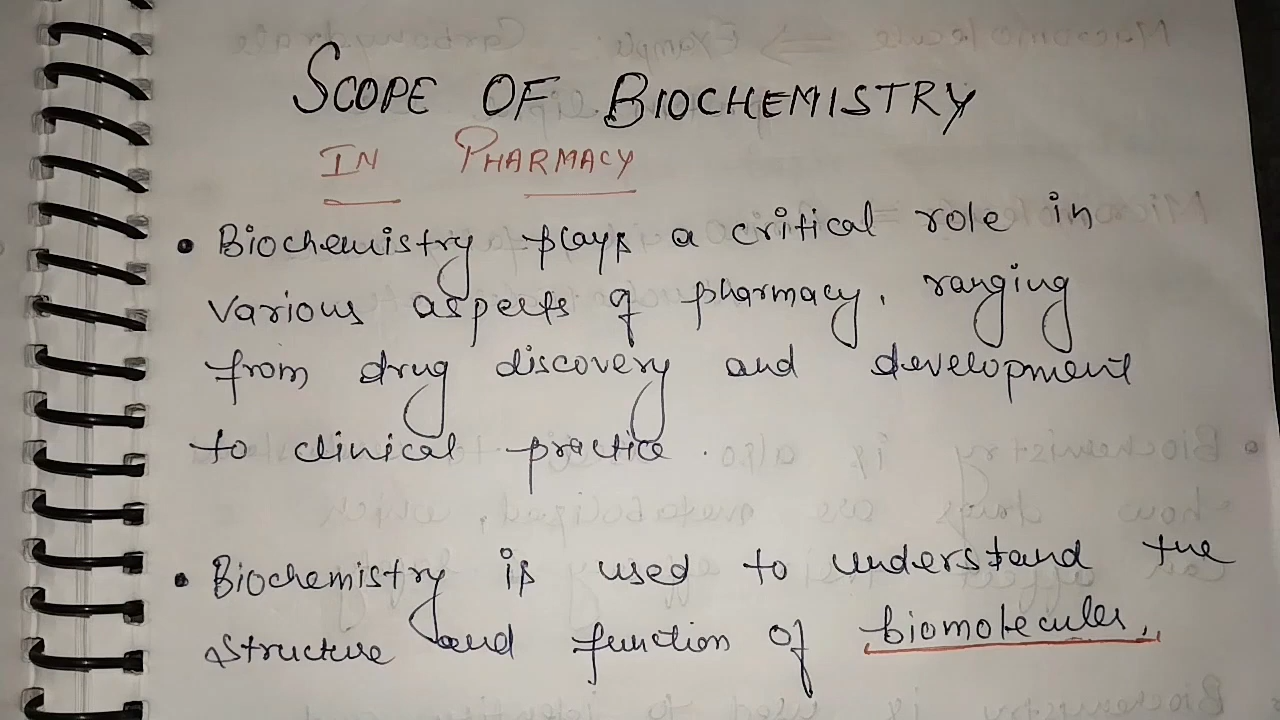 SCOPE OF BIOCHEMISTRY
IN PHARMACY
• Biochemistry plays a critical role in
various aspects of pharmacy, ranging
from drug discovery and development
to clinical practice.
• Biochemistry is used to understand the
structure and function of biomolecules,